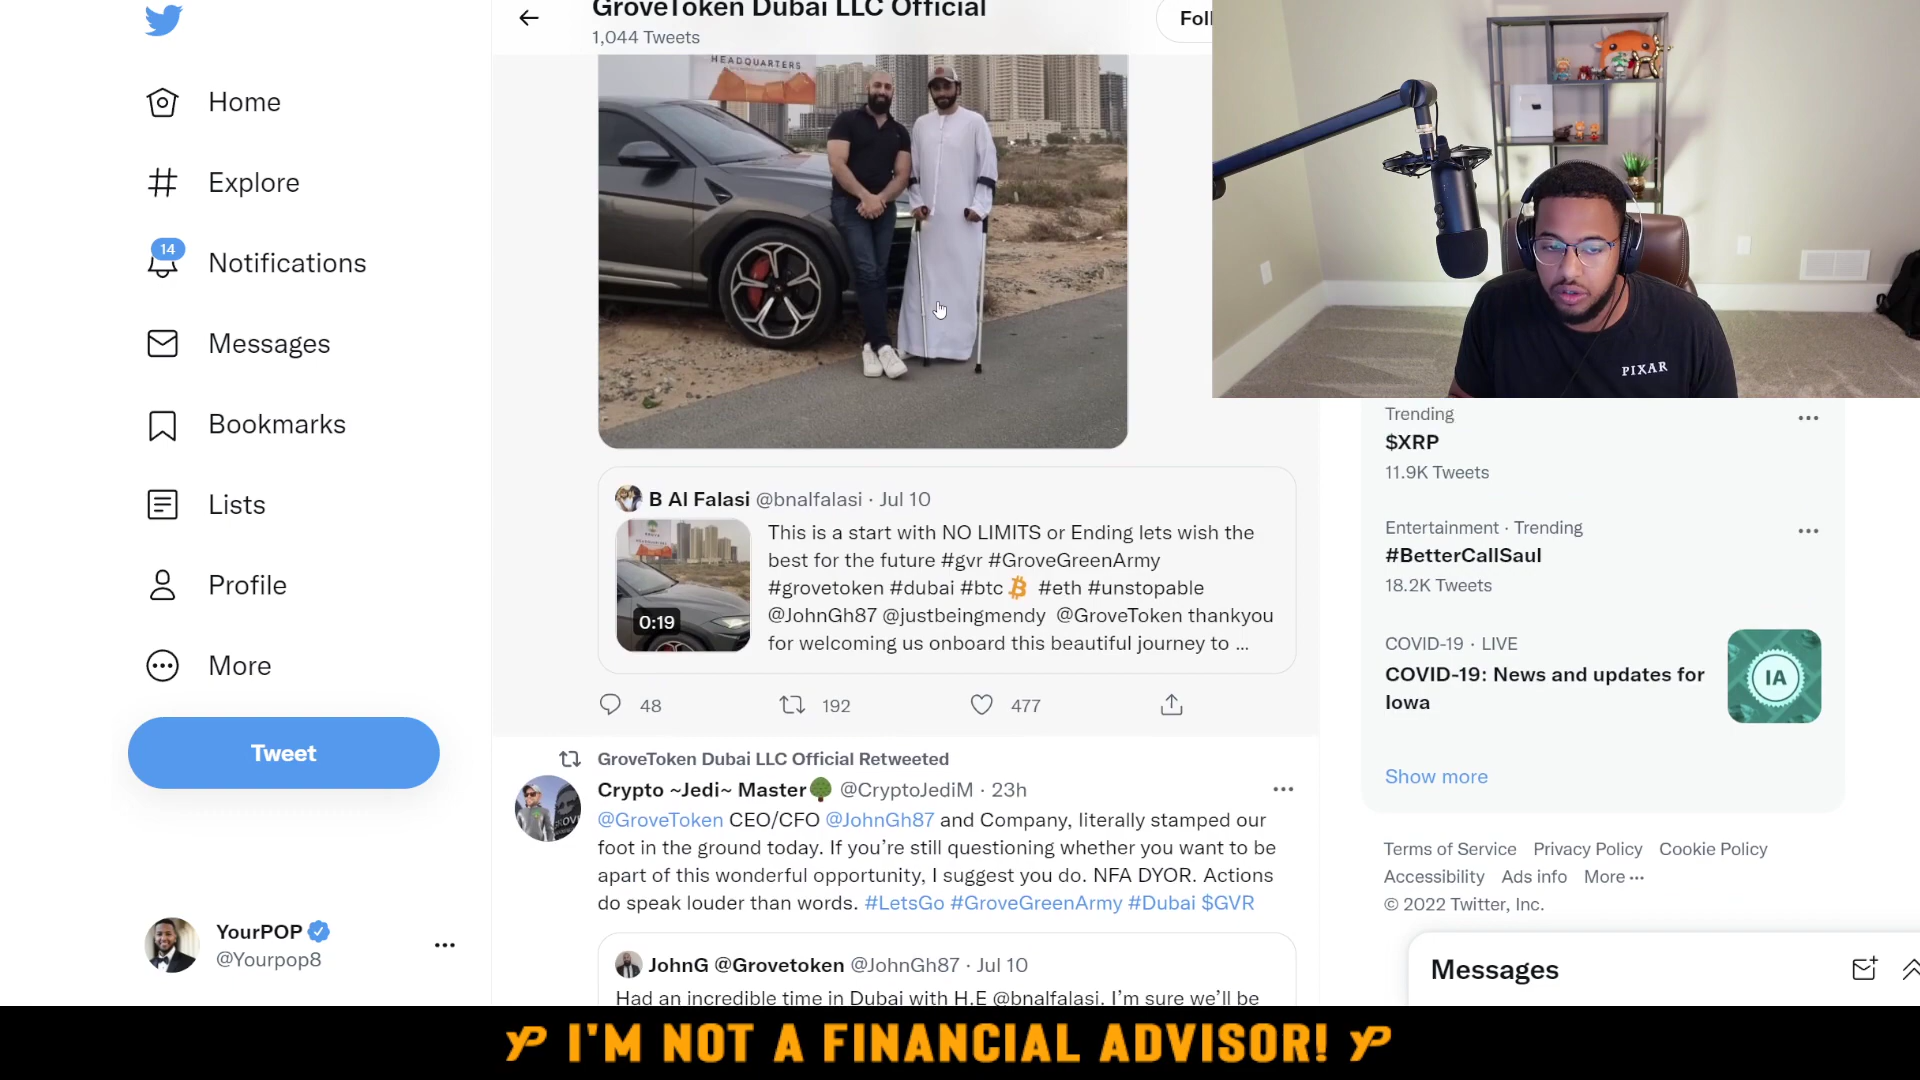 GroveToken Dubai LLC Official
1,044 Tweets
Foll
HEADQUARTERS
Home
Explore
14
Notifications
Messages
Bookmarks
Lists
Profile
More
Tweet
YourPOP
@Yourpop8
B Al Falasi @bnalfalasi · Jul 10
This is a start with NO LIMITS or Ending lets wish the
best for the future #gvr #GroveGreenArmy
#grovetoken #dubai #btc #eth #unstopable
@JohnGh87 @justbeingmendy @GroveToken thankyou
for welcoming us onboard this beautiful journey to ...
0:19
48
192
477
GroveToken Dubai LLC Official Retweeted
Crypto ~Jedi~ Master🌳 @CryptoJediM · 23h
@GroveToken CEO/CFO @JohnGh87 and Company, literally stamped our
foot in the ground today. If you're still questioning whether you want to be
apart of this wonderful opportunity, I suggest you do. NFA DYOR. Actions
do speak louder than words. #LetsGo #GroveGreenArmy #Dubai $GVR
JohnG @Grovetoken @JohnGh87 · Jul 10
Had an incredible time in Dubai with H.E @bnalfalasi. I'm sure we'll be
PIXAR
Trending
$XRP
11.9K Tweets
Entertainment · Trending
#BetterCallSaul
18.2K Tweets
COVID-19 · LIVE
COVID-19: News and updates for
Iowa
IA
Show more
Terms of Service Privacy Policy Cookie Policy
Accessibility Ads info More ···
© 2022 Twitter, Inc.
Messages
YP I'M NOT A FINANCIAL ADVISOR! YP